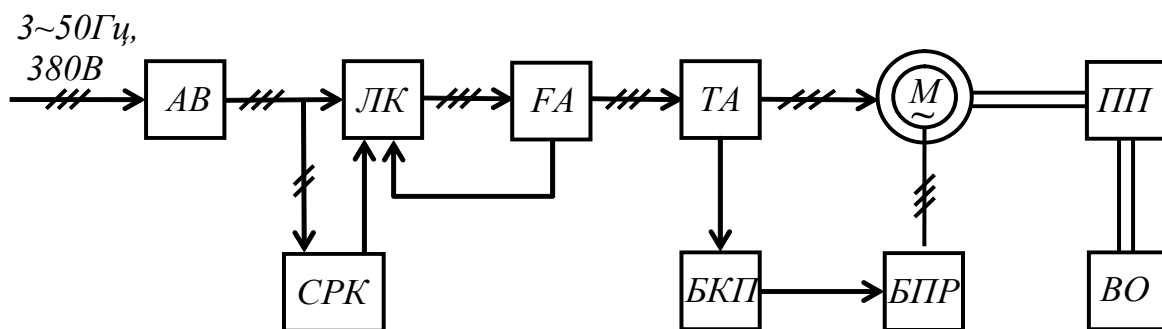 3~50Гц,
380В
АВ
ЛК
FA
ТА
М
~
ПП
СРК
БКП
БПР
ВО